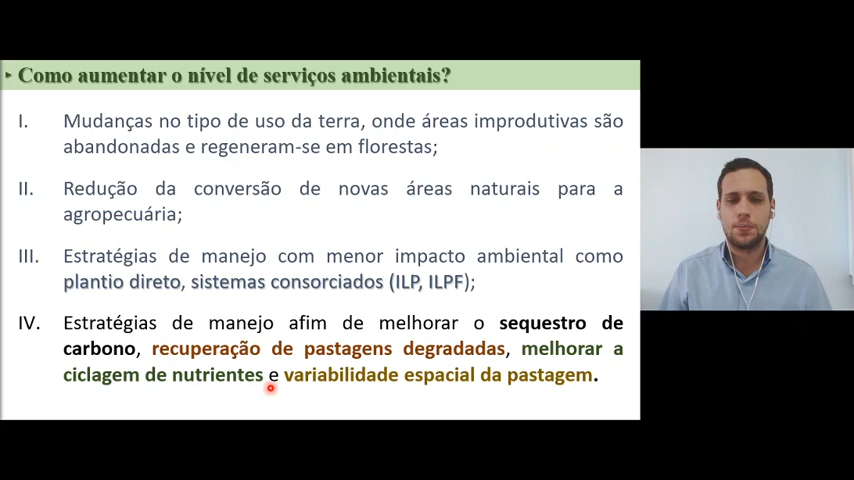 Como aumentar o nível de serviços ambientais?
I. Mudanças no tipo de uso da terra, onde áreas improdutivas são
abandonadas e regeneram-se em florestas;
II. Redução da conversão de novas áreas naturais para a
agropecuária;
III. Estratégias de manejo com menor impacto ambiental como
plantio direto, sistemas consorciados (ILP, ILPF);
IV. Estratégias de manejo afim de melhorar o sequestro de
carbono, recuperação de pastagens degradadas, melhorar a
ciclagem de nutrientes e variabilidade espacial da pastagem.